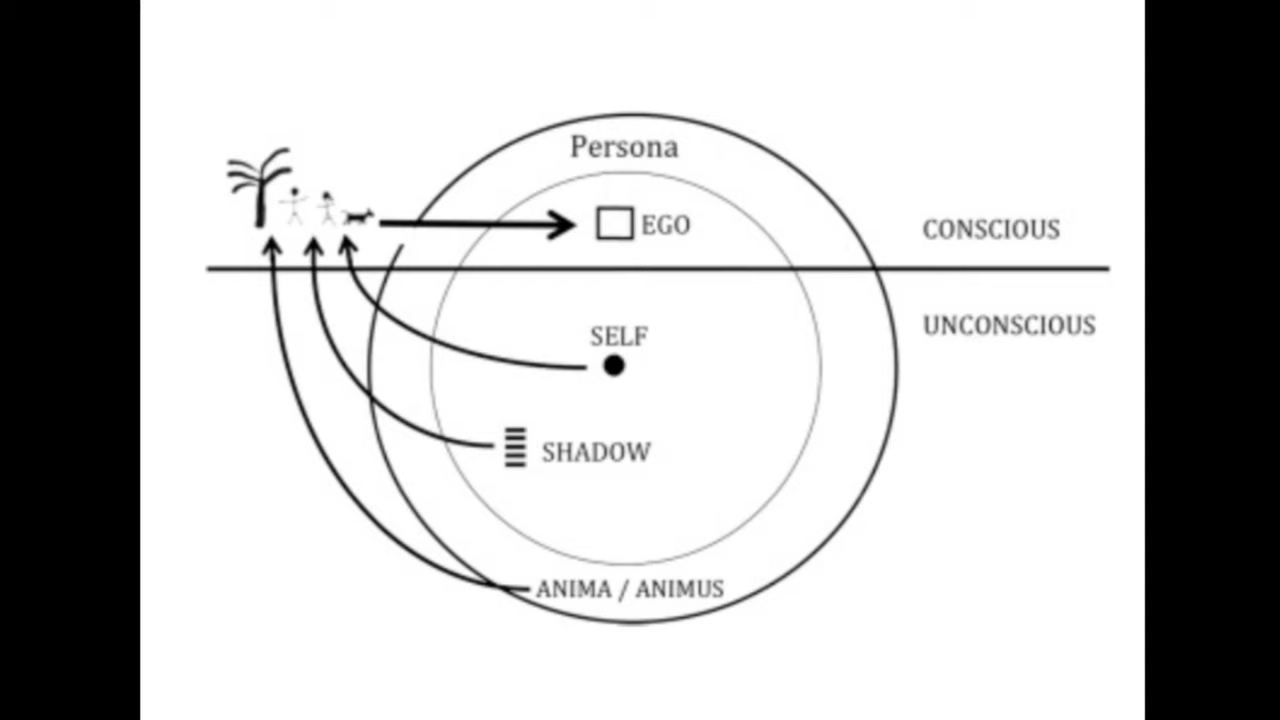 Persona
EGO
CONSCIOUS
UNCONSCIOUS
SELF
SHADOW
ANIMA / ANIMUS